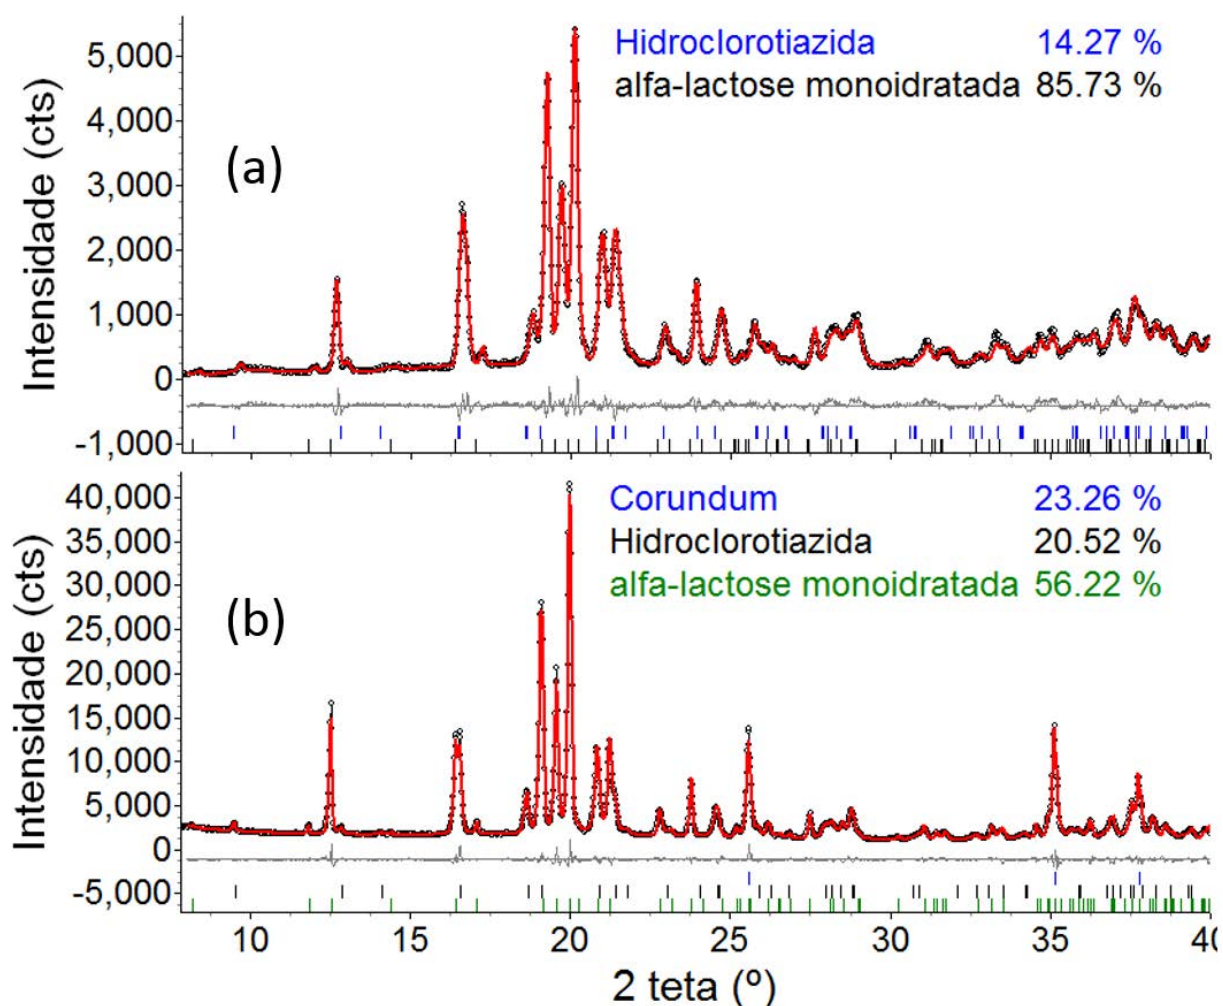 Intensidade (cts)
5,000
4,000
3,000
2,000
1,000
0
-1,000
(a)
Hidroclorotiazida 14.27 %
alfa-lactose monoidratada 85.73 %
Intensidade (cts)
40,000
35,000
30,000
25,000
20,000
15,000
10,000
5,000
0
-5,000
(b)
Corundum 23.26 %
Hidroclorotiazida 20.52 %
alfa-lactose monoidratada 56.22 %
10 15 20 25 30 35 40
2 teta (º)